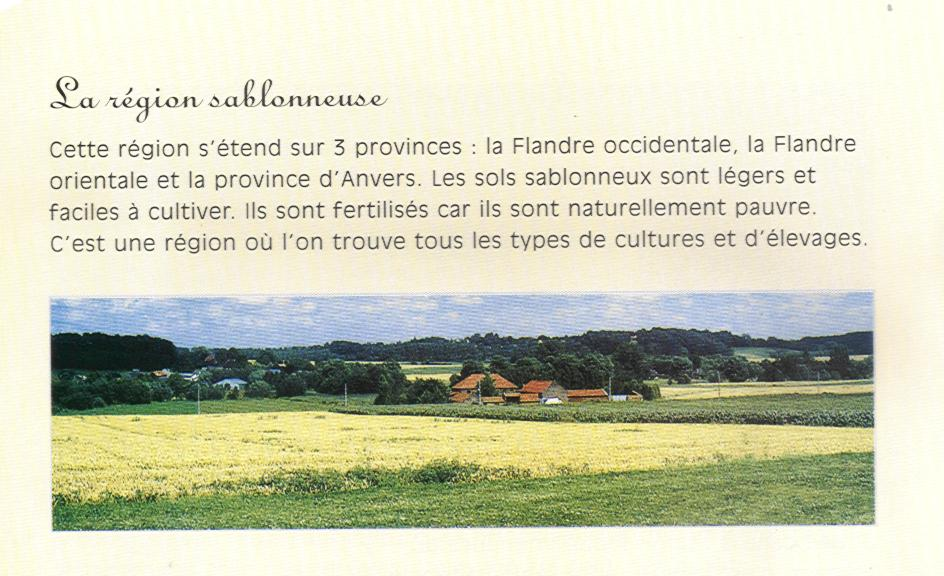 La région sablonneuse
Cette région s'étend sur 3 provinces : la Flandre occidentale, la Flandre
orientale et la province d'Anvers. Les sols sablonneux sont légers et
faciles à cultiver. Ils sont fertilisés car ils sont naturellement pauvre.
C'est une région où l'on trouve tous les types de cultures et d'élevages.